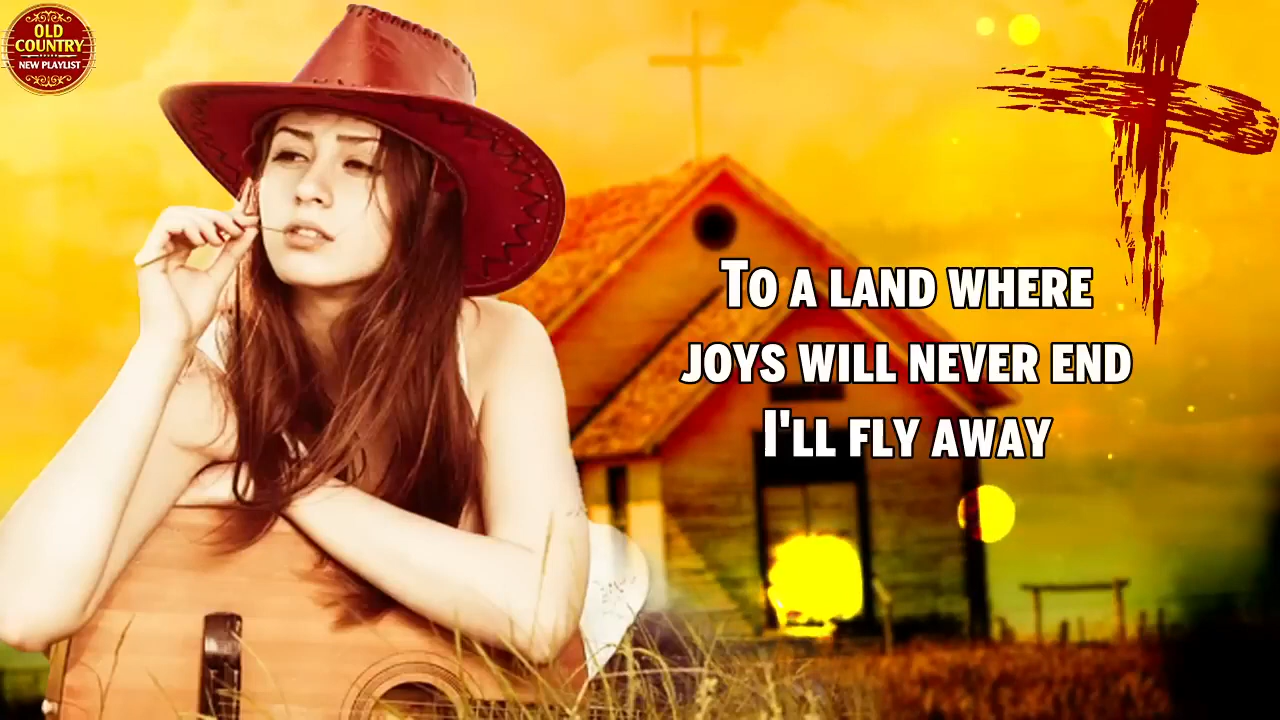 OLD
COUNTRY
NEW PLAYLIST
TO A LAND WHERE
JOYS WILL NEVER END
I'LL FLY AWAY